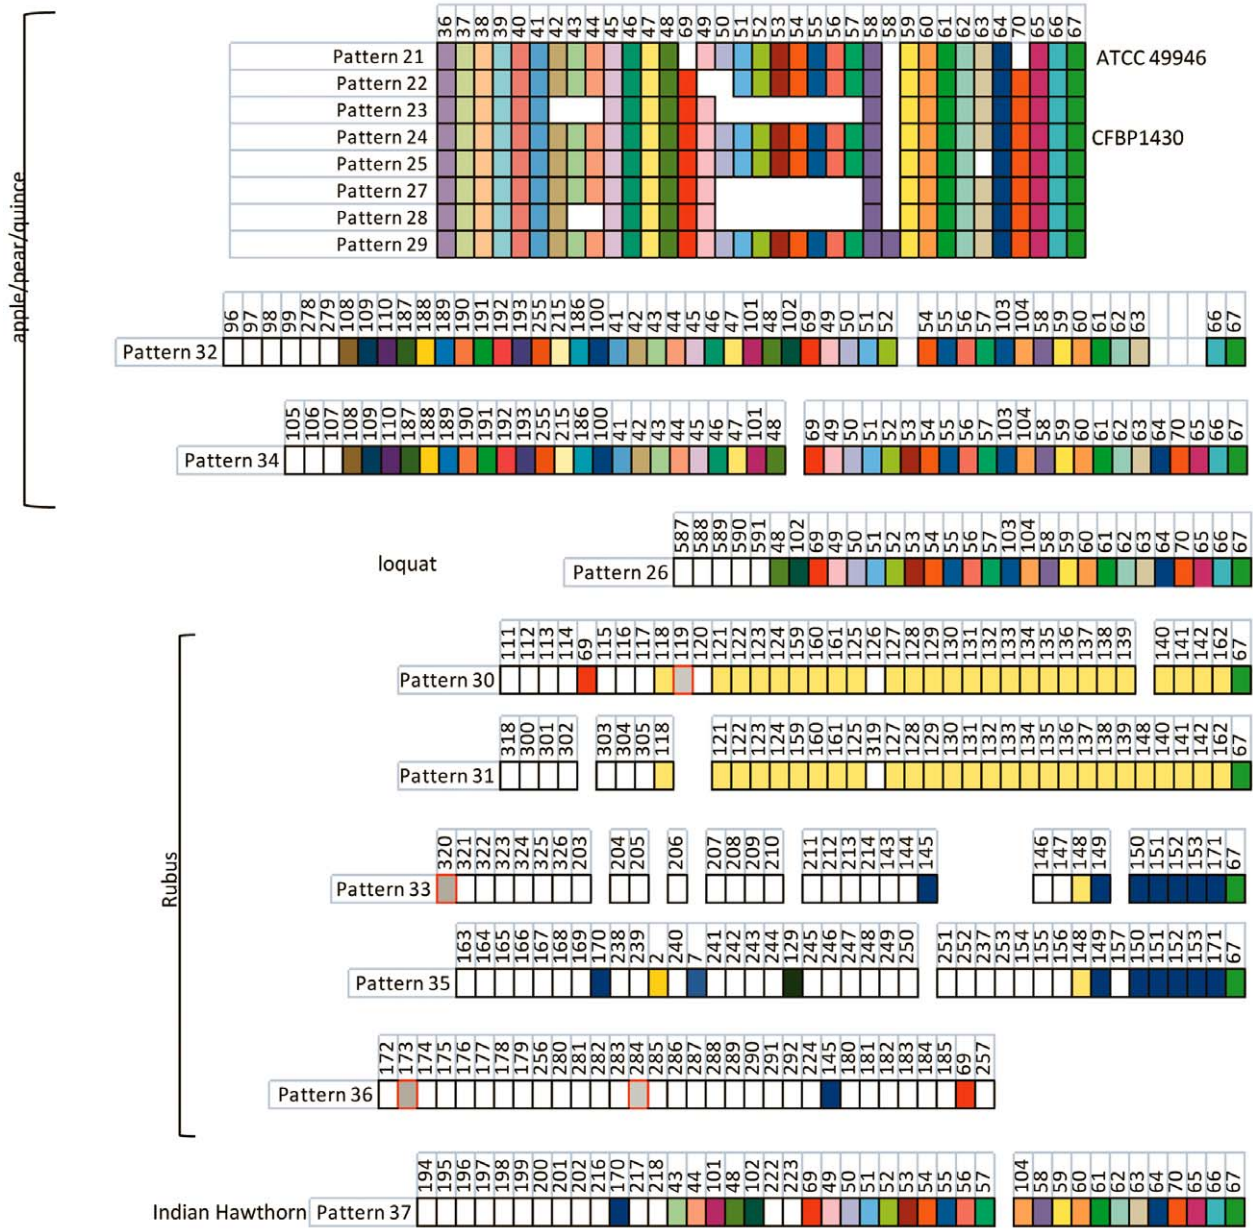 apple/pear/quince
36 37 38 39 40 41 42 43 44 45 46 47 48 69 49 50 51 52 53 54 55 56 57 58 58 59 60 61 62 63 64 70 65 66 67
Pattern 21 ATCC 49946
Pattern 22
Pattern 23
Pattern 24 CFBP1430
Pattern 25
Pattern 27
Pattern 28
Pattern 29
96 97 98 99 278 279 108 109 110 187 188 189 190 191 192 193 255 215 186 100 41 42 43 44 45 46 47 101 48 102 69 49 50 51 52 54 55 56 57 103 104 58 59 60 61 62 63 66 67
Pattern 32
105 106 107 108 109 110 187 188 189 190 191 192 193 255 215 186 100 41 42 43 44 45 46 47 101 48 69 49 50 51 52 53 54 55 56 57 103 104 58 59 60 61 62 63 64 70 65 66 67
Pattern 34
587 588 589 590 591 48 102 69 49 50 51 52 53 54 55 56 57 103 104 58 59 60 61 62 63 64 70 65 66 67
loquat
Pattern 26
Rubus
111 112 113 114 69 115 116 117 118 119 120 121 122 123 124 159 160 161 125 126 127 128 129 130 131 132 133 134 135 136 137 138 139 140 141 142 162 67
Pattern 30
318 300 301 302 303 304 305 118 121 122 123 124 159 160 161 125 319 127 128 129 130 131 132 133 134 135 136 137 138 139 148 140 141 142 162 67
Pattern 31
320 321 322 323 324 325 326 203 204 205 206 207 208 209 210 211 212 213 214 143 144 145 146 147 148 149 150 151 152 153 171 67
Pattern 33
163 164 165 166 167 168 169 170 238 239 2 240 7 241 242 243 244 129 245 246 247 248 249 250 251 252 237 253 154 155 156 148 149 157 150 151 152 153 171 67
Pattern 35
172 173 174 175 176 177 178 179 256 280 281 282 283 284 285 286 287 288 289 290 291 292 224 145 180 181 182 183 184 185 69 257
Pattern 36
194 195 196 197 198 199 200 201 202 216 170 217 218 43 44 101 48 102 222 223 69 49 50 51 52 53 54 55 56 57 104 58 59 60 61 62 63 64 70 65 66 67
Indian Hawthorn Pattern 37